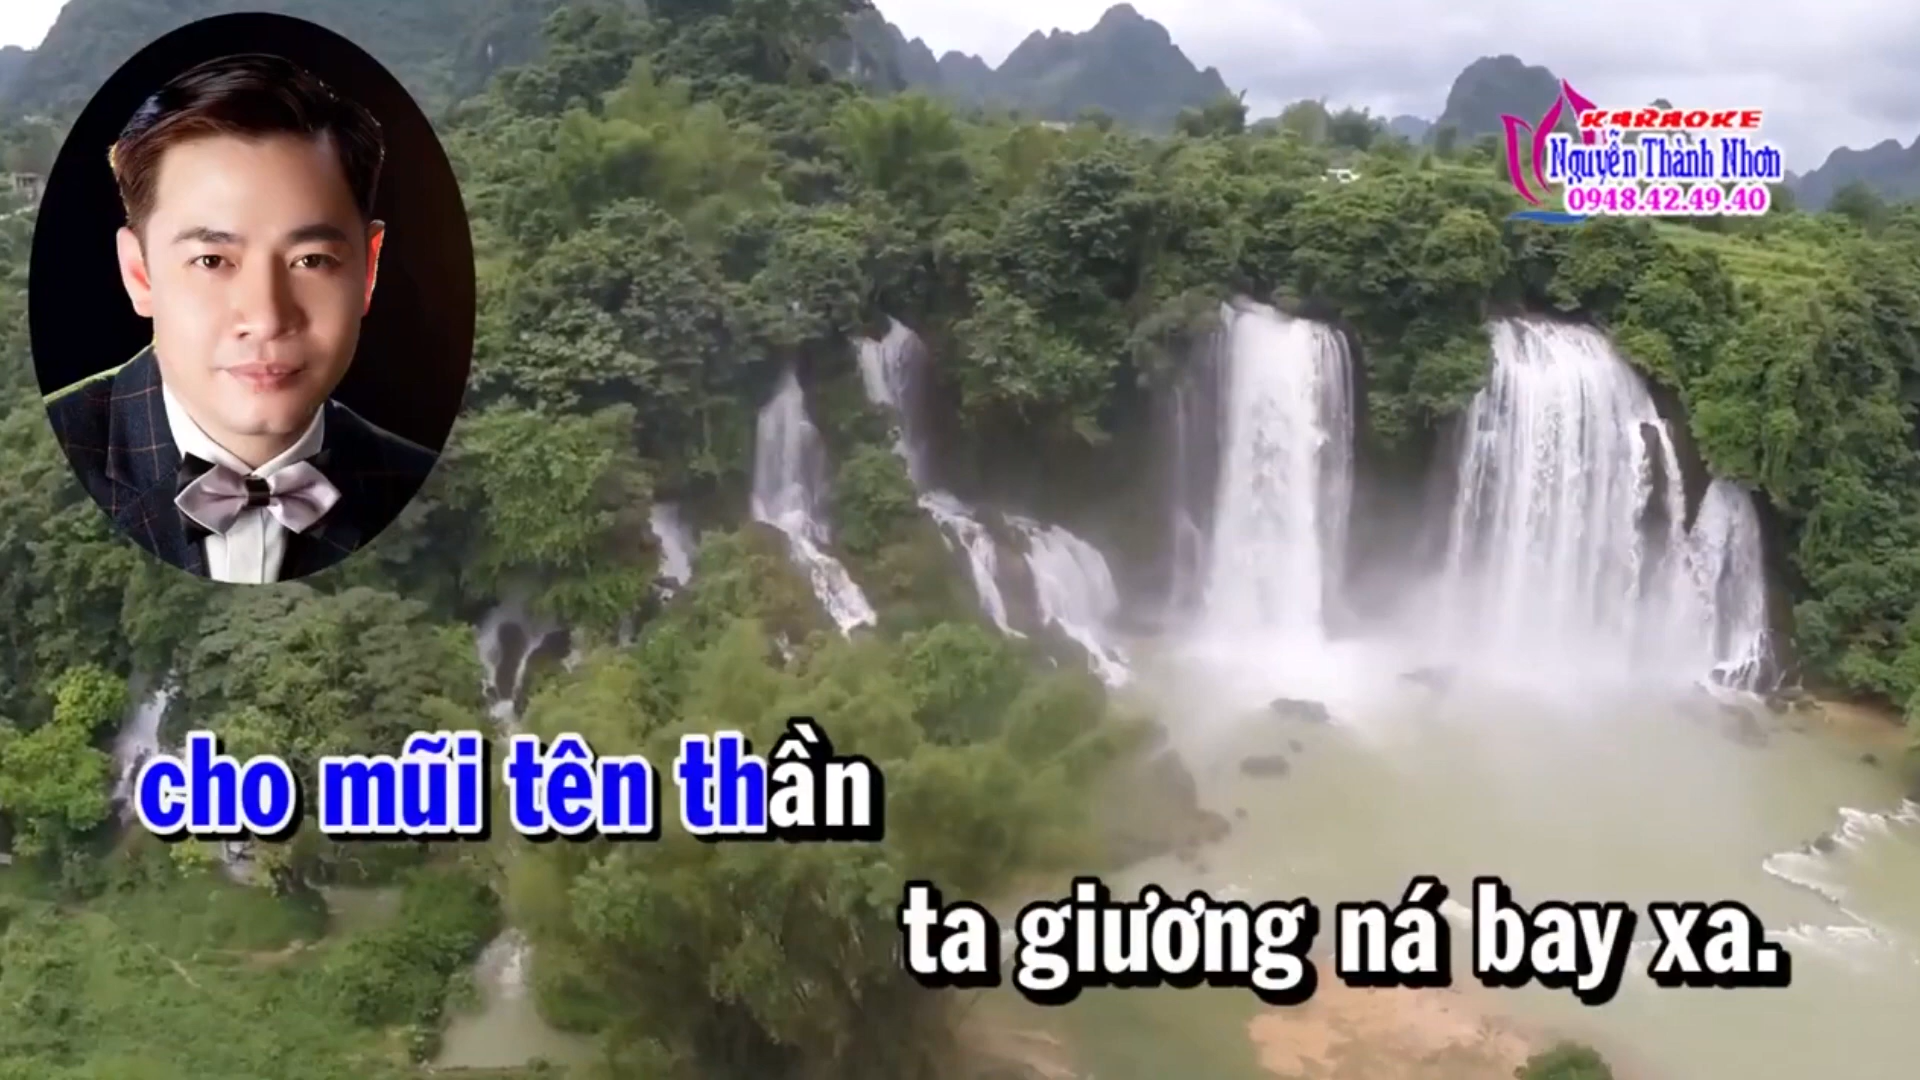 KARAOKE
Nguyễn Thành Nhơn
0948.42.49.40
cho mũi tên thần
ta giương ná bay xa.